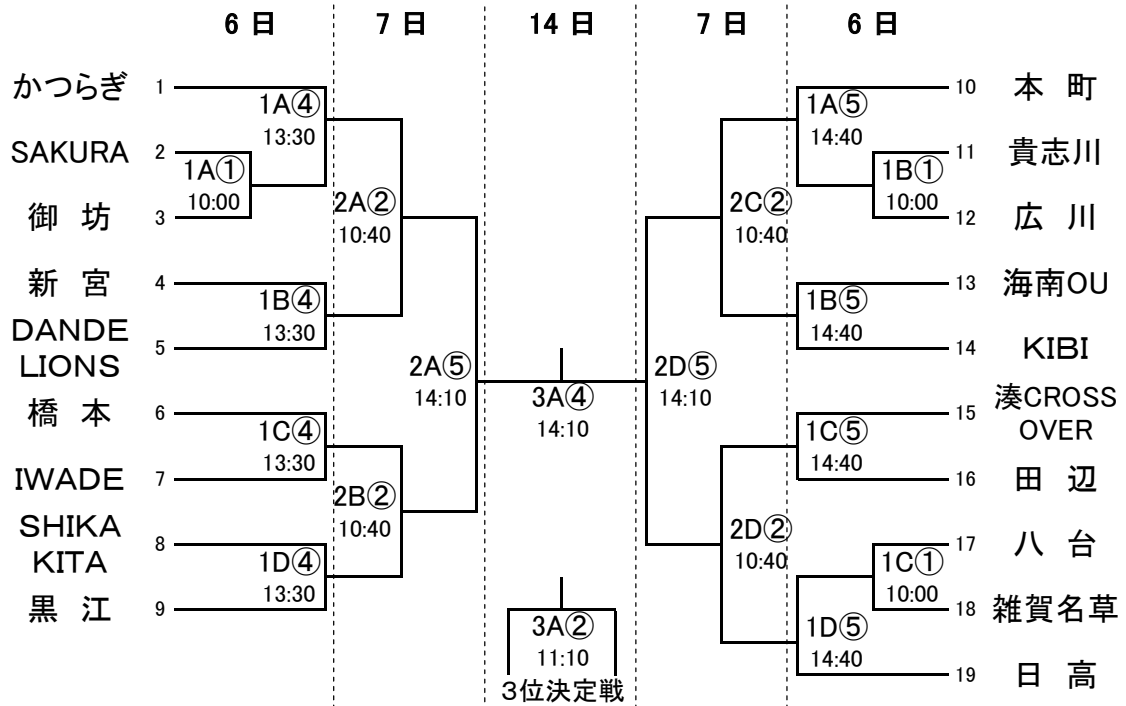 6 日 7 日 14 日 7 日 6 日
かつらぎ 1 1A④ 13:30
SAKURA 2 1A① 10:00
御 坊 3 2A② 10:40
新 宮 4 1B④ 13:30
DANDE
LIONS 5
2A⑤ 14:10
橋 本 6 1C④ 13:30
IWADE 7
2B② 10:40
SHIKA
KITA 8 1D④ 13:30
黒 江 9
3A④
14:10
3A②
11:10
3位決定戦
1A⑤ 14:40 10 本 町
1B① 10:00 11 貴志川
2C② 10:40 12 広 川
1B⑤ 14:40 13 海南OU
14 KIBI
2D⑤ 14:10
1C⑤ 14:40 15 湊CROSS
OVER
16 田 辺
2D② 10:40
1C① 10:00 17 八 台
18 雑賀名草
1D⑤ 14:40
19 日 高